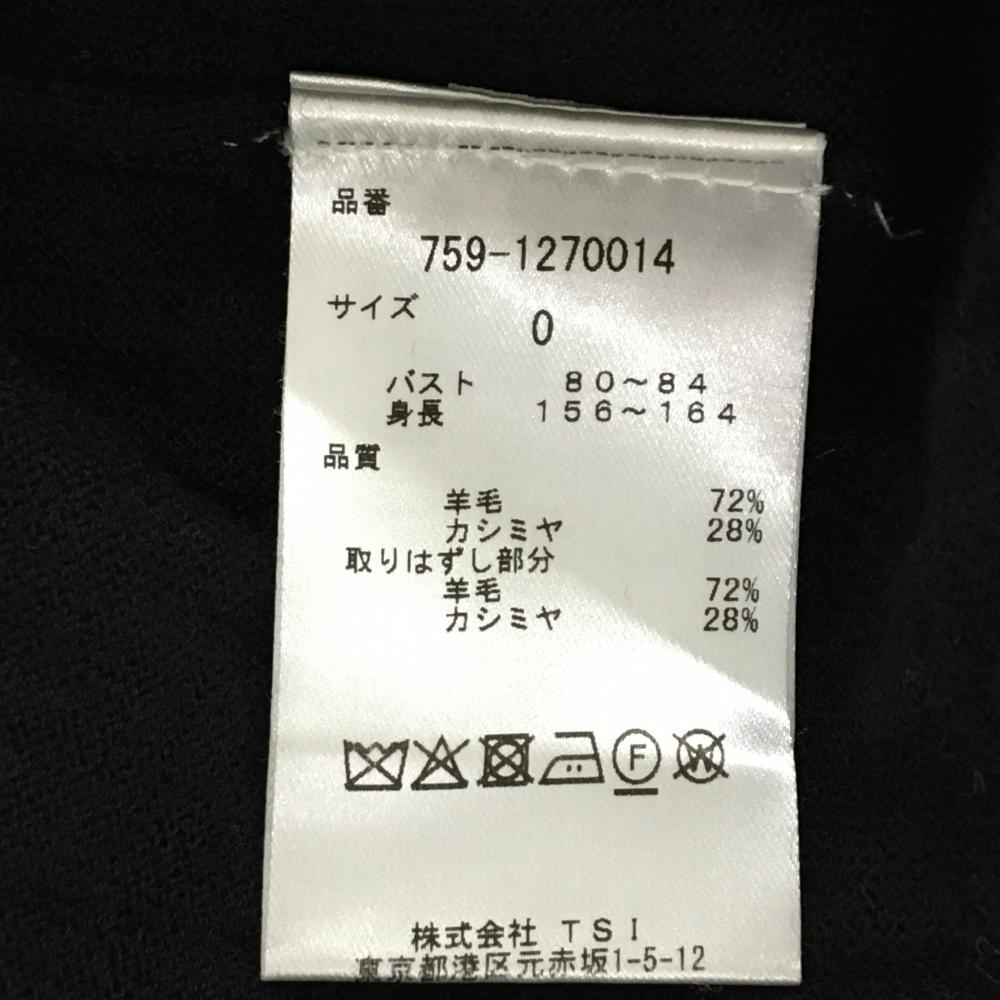 品番
759-1270014
サイズ 0
バスト 80～84
身長 156～164
品質
羊毛 72%
カシミヤ 28%
取りはずし部分
羊毛 72%
カシミヤ 28%
F W
株式会社 TSI
東京都港区元赤坂1-5-12